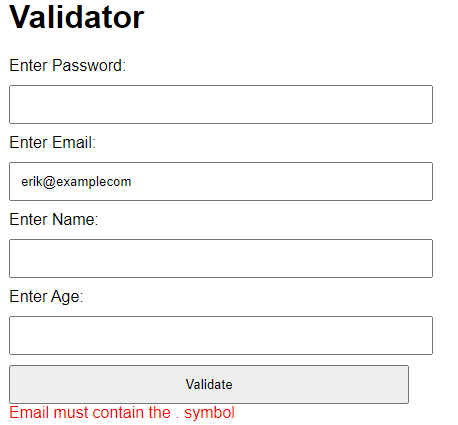 Validator
Enter Password:
Enter Email:
erik@examplecom
Enter Name:
Enter Age:
Validate
Email must contain the . symbol